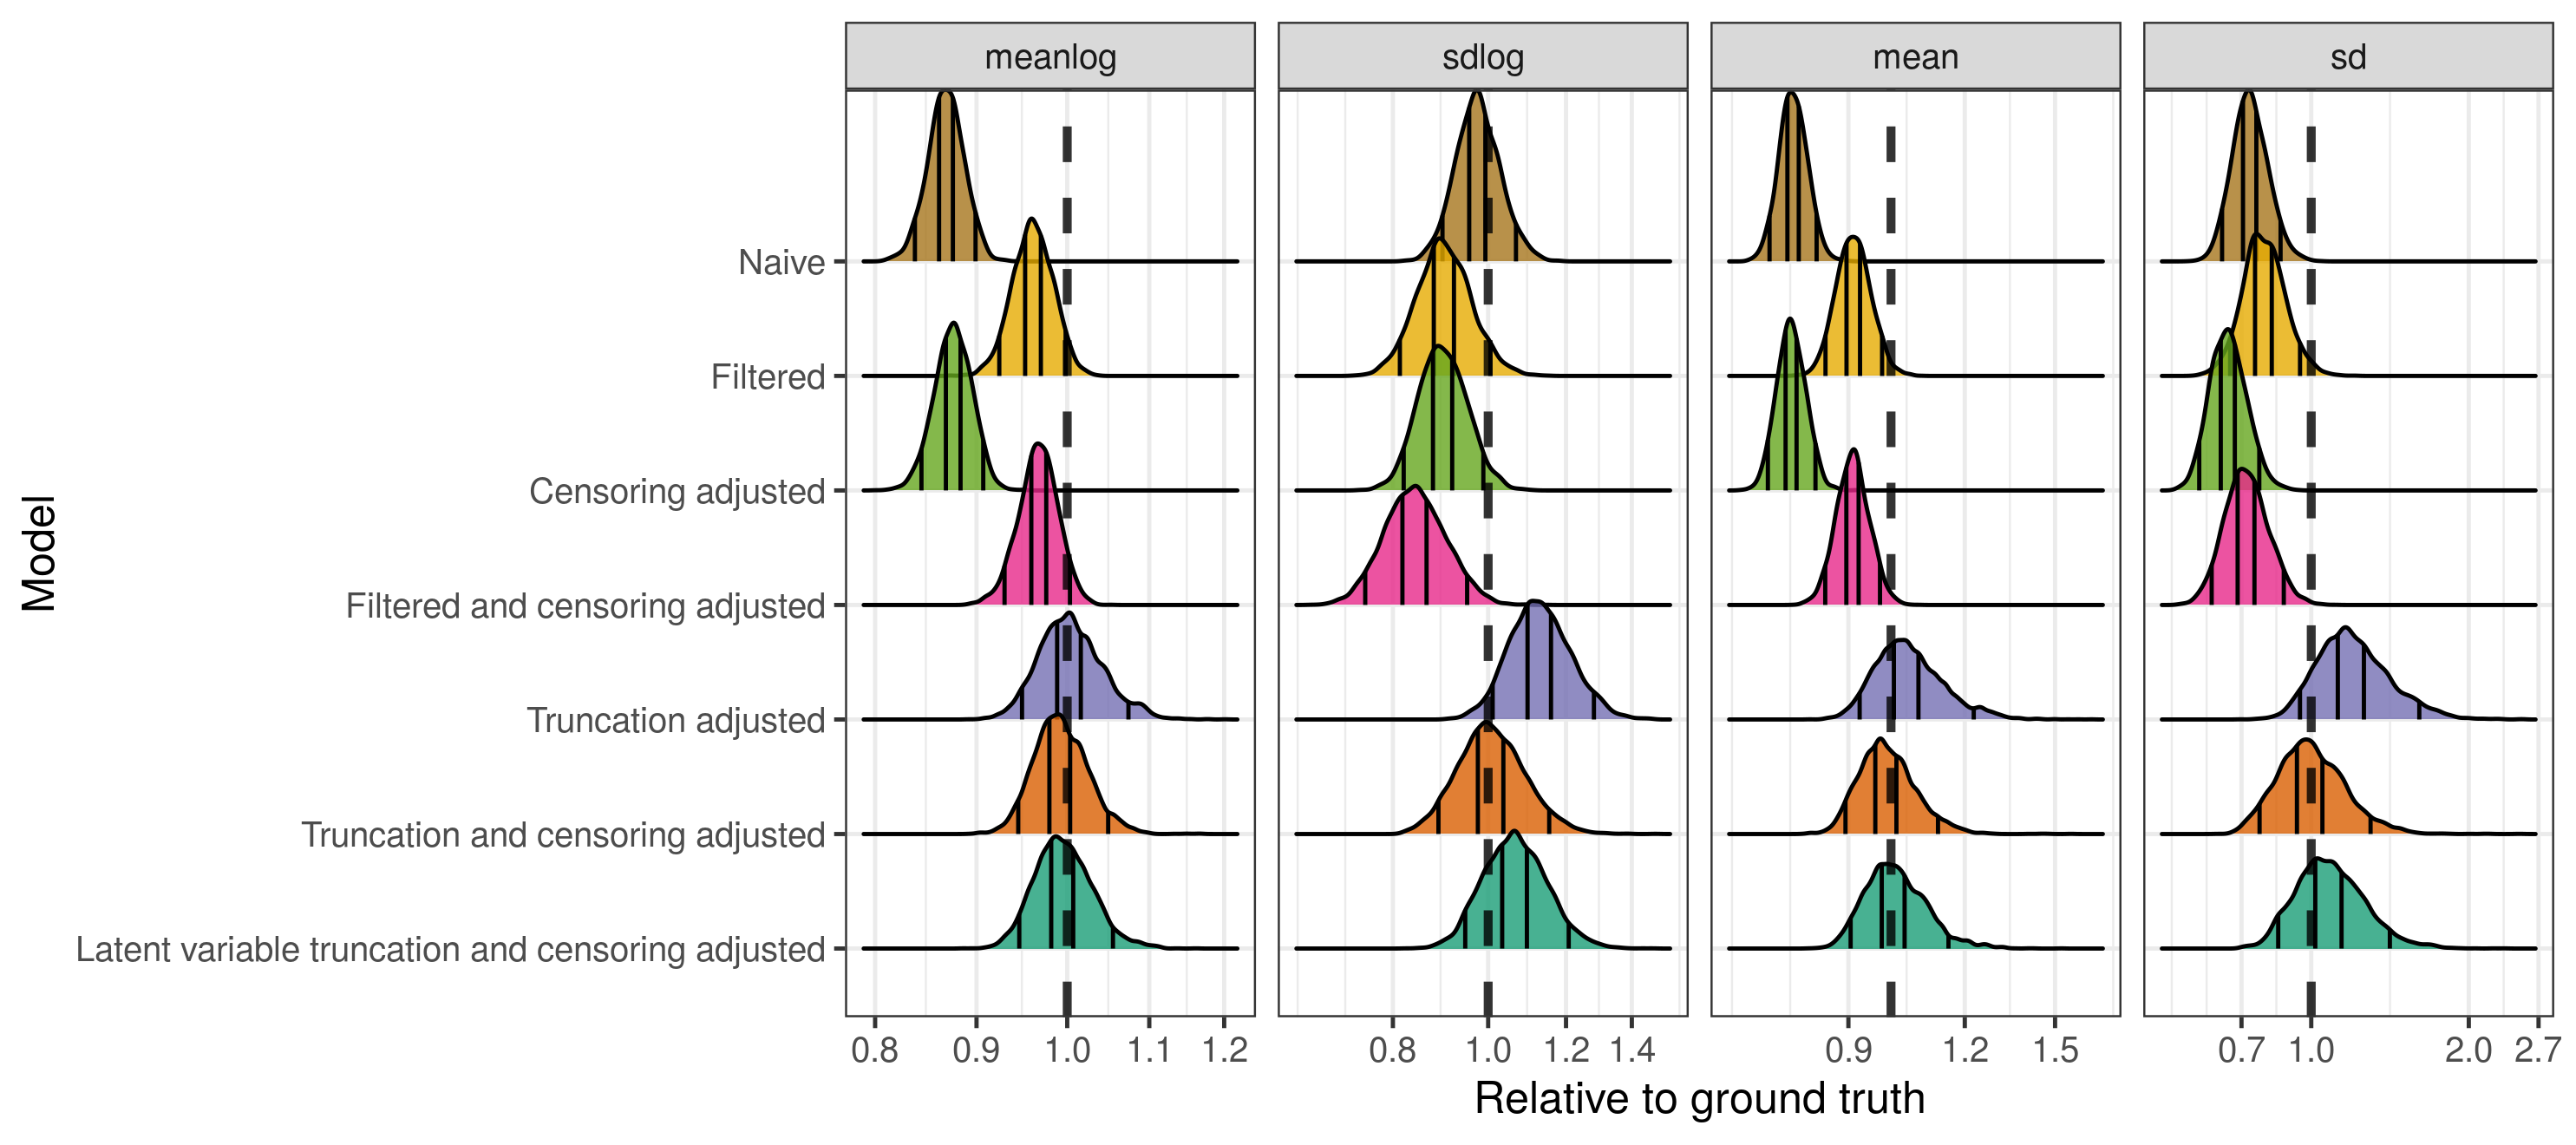 meanlog sdlog mean sd
Naive
Filtered
Censoring adjusted
Filtered and censoring adjusted
Truncation adjusted
Truncation and censoring adjusted
Latent variable truncation and censoring adjusted
Model
0.8 0.9 1.0 1.1 1.2 0.8 1.0 1.2 1.4 0.9 1.2 1.5 0.7 1.0 2.0 2.7
Relative to ground truth